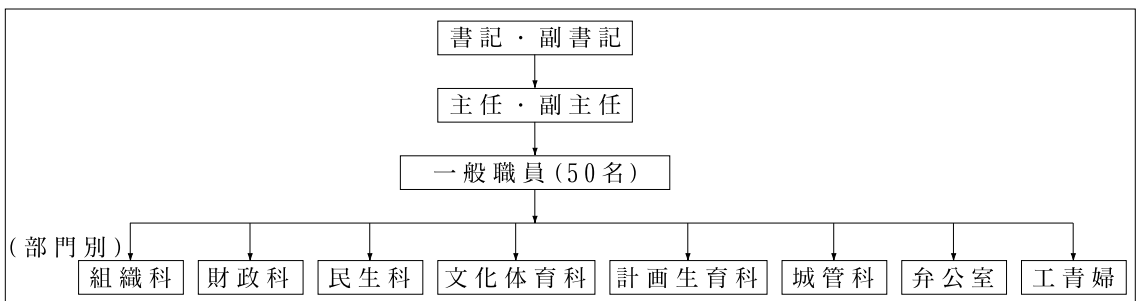 書記・副書記
主任・副主任
一般職員(50名)
(部門別)
組織科 財政科 民生科 文化体育科 計画生育科 城管科 弁公室 工青婦